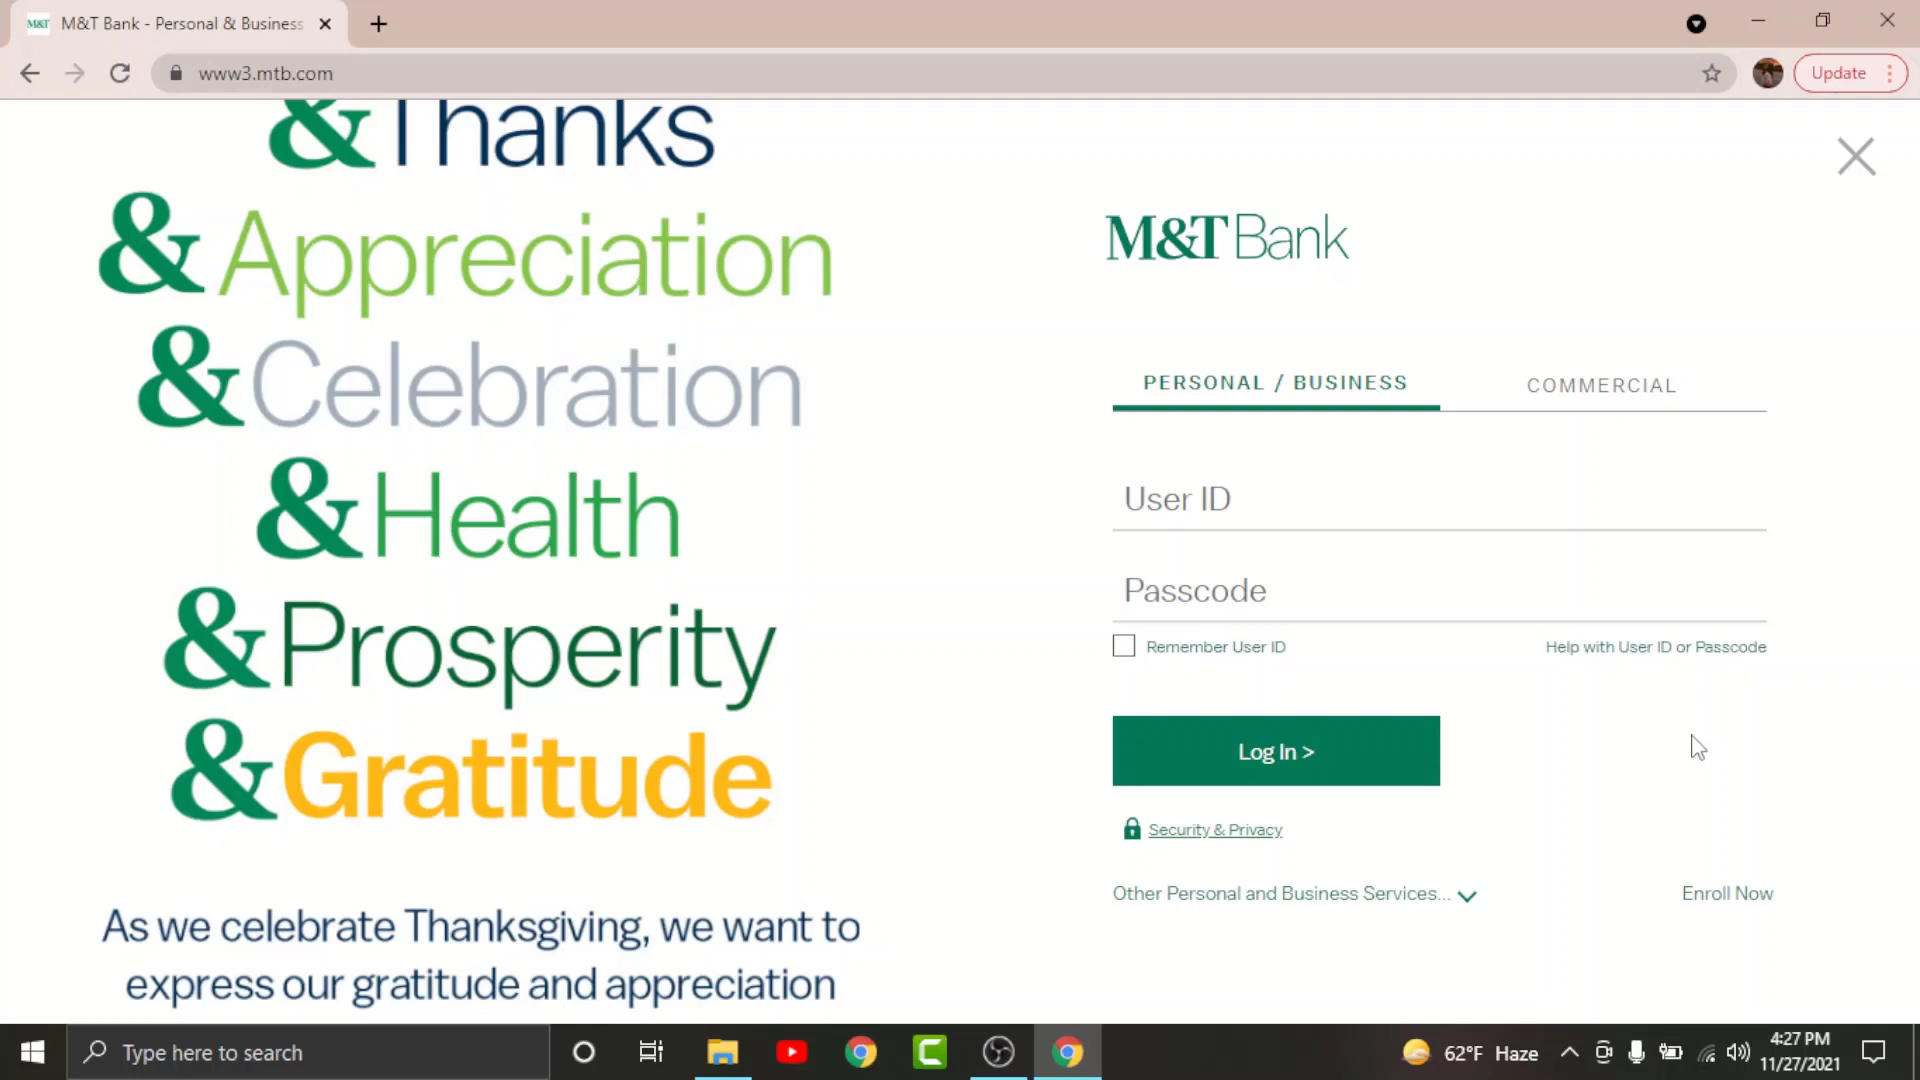 M&T M&T Bank - Personal & Business
www3.mtb.com
Update
&Thanks
&Appreciation
&Celebration
&Health
&Prosperity
&Gratitude
As we celebrate Thanksgiving, we want to
express our gratitude and appreciation
M&T Bank
PERSONAL / BUSINESS COMMERCIAL
User ID
Passcode
Remember User ID Help with User ID or Passcode
Log In >
Security & Privacy
Other Personal and Business Services... Enroll Now
Type here to search
62°F Haze
4:27 PM
11/27/2021